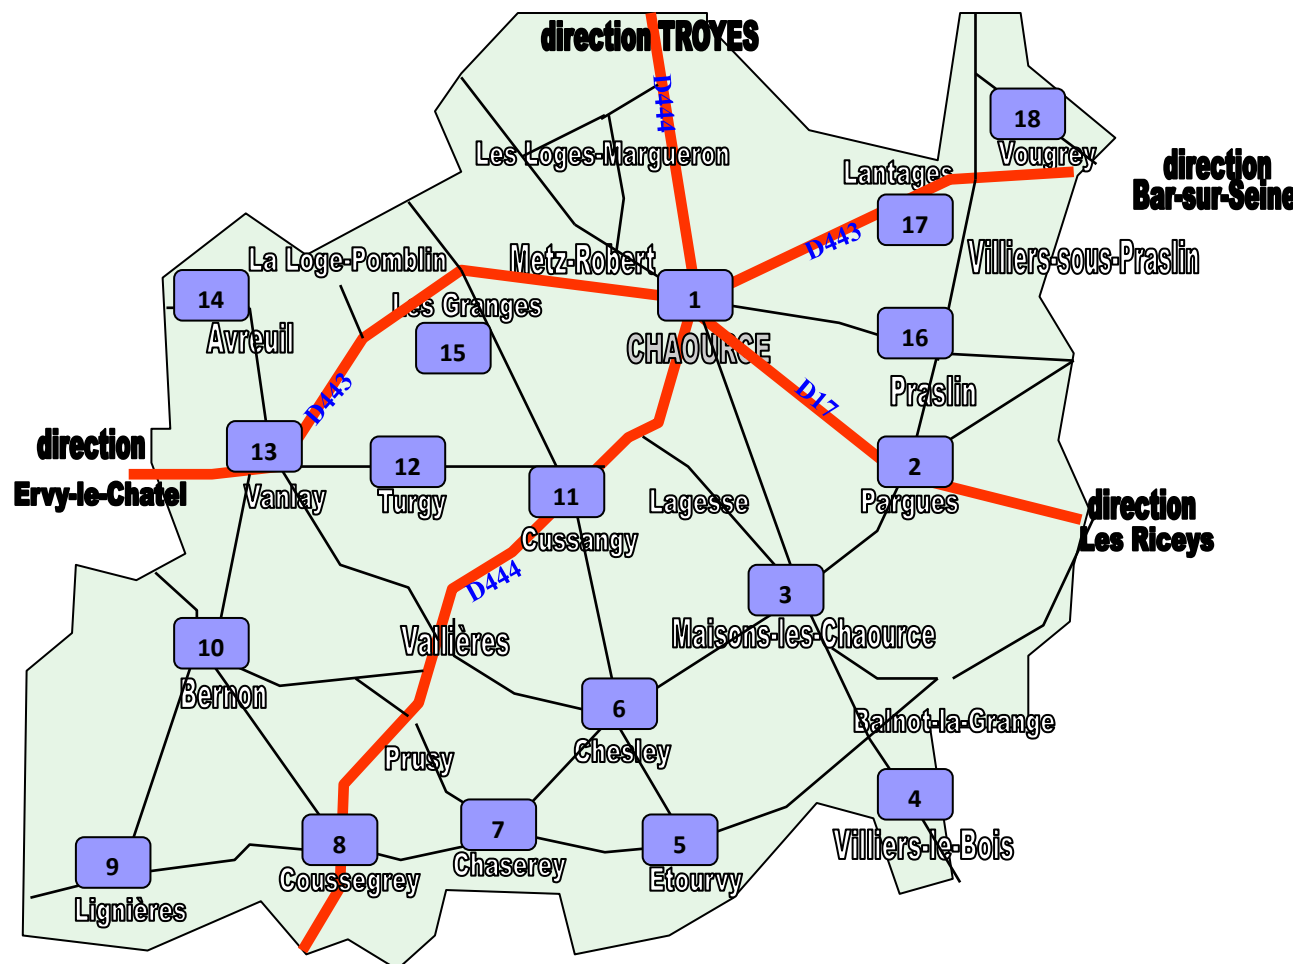 direction TROYES
D444
18
Les Loges-Margueron
Vougrey
Lantages
direction
Bar-sur-Seine
17
D443
La Loge-Pomblin
Metz-Robert
Villiers-sous-Praslin
14
Les Granges
1
Avreuil
15
CHAOURCE
16
D443
D17
Praslin
direction
Ervy-le-Chatel
13
12
2
Vanlay
Turgy
11
Lagesse
Pargues
direction
Les Riceys
Cussangy
D444
3
10
Vallières
Maisons-les-Chaource
Bernon
6
Balnot-la-Grange
Prusy
Chesley
4
7
8
5
Villiers-le-Bois
9
Chaserey
Coussegrey
Etourvy
Lignières